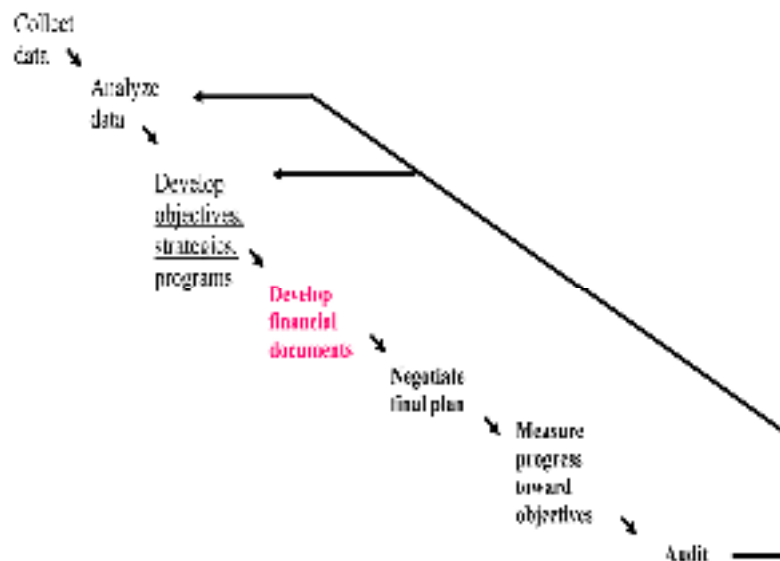 Collect
data
Analyze
data
Develop
objectives,
strategies,
programs
Develop
financial
documents
Negotiate
final plan
Measure
progress
toward
objectives
Audit